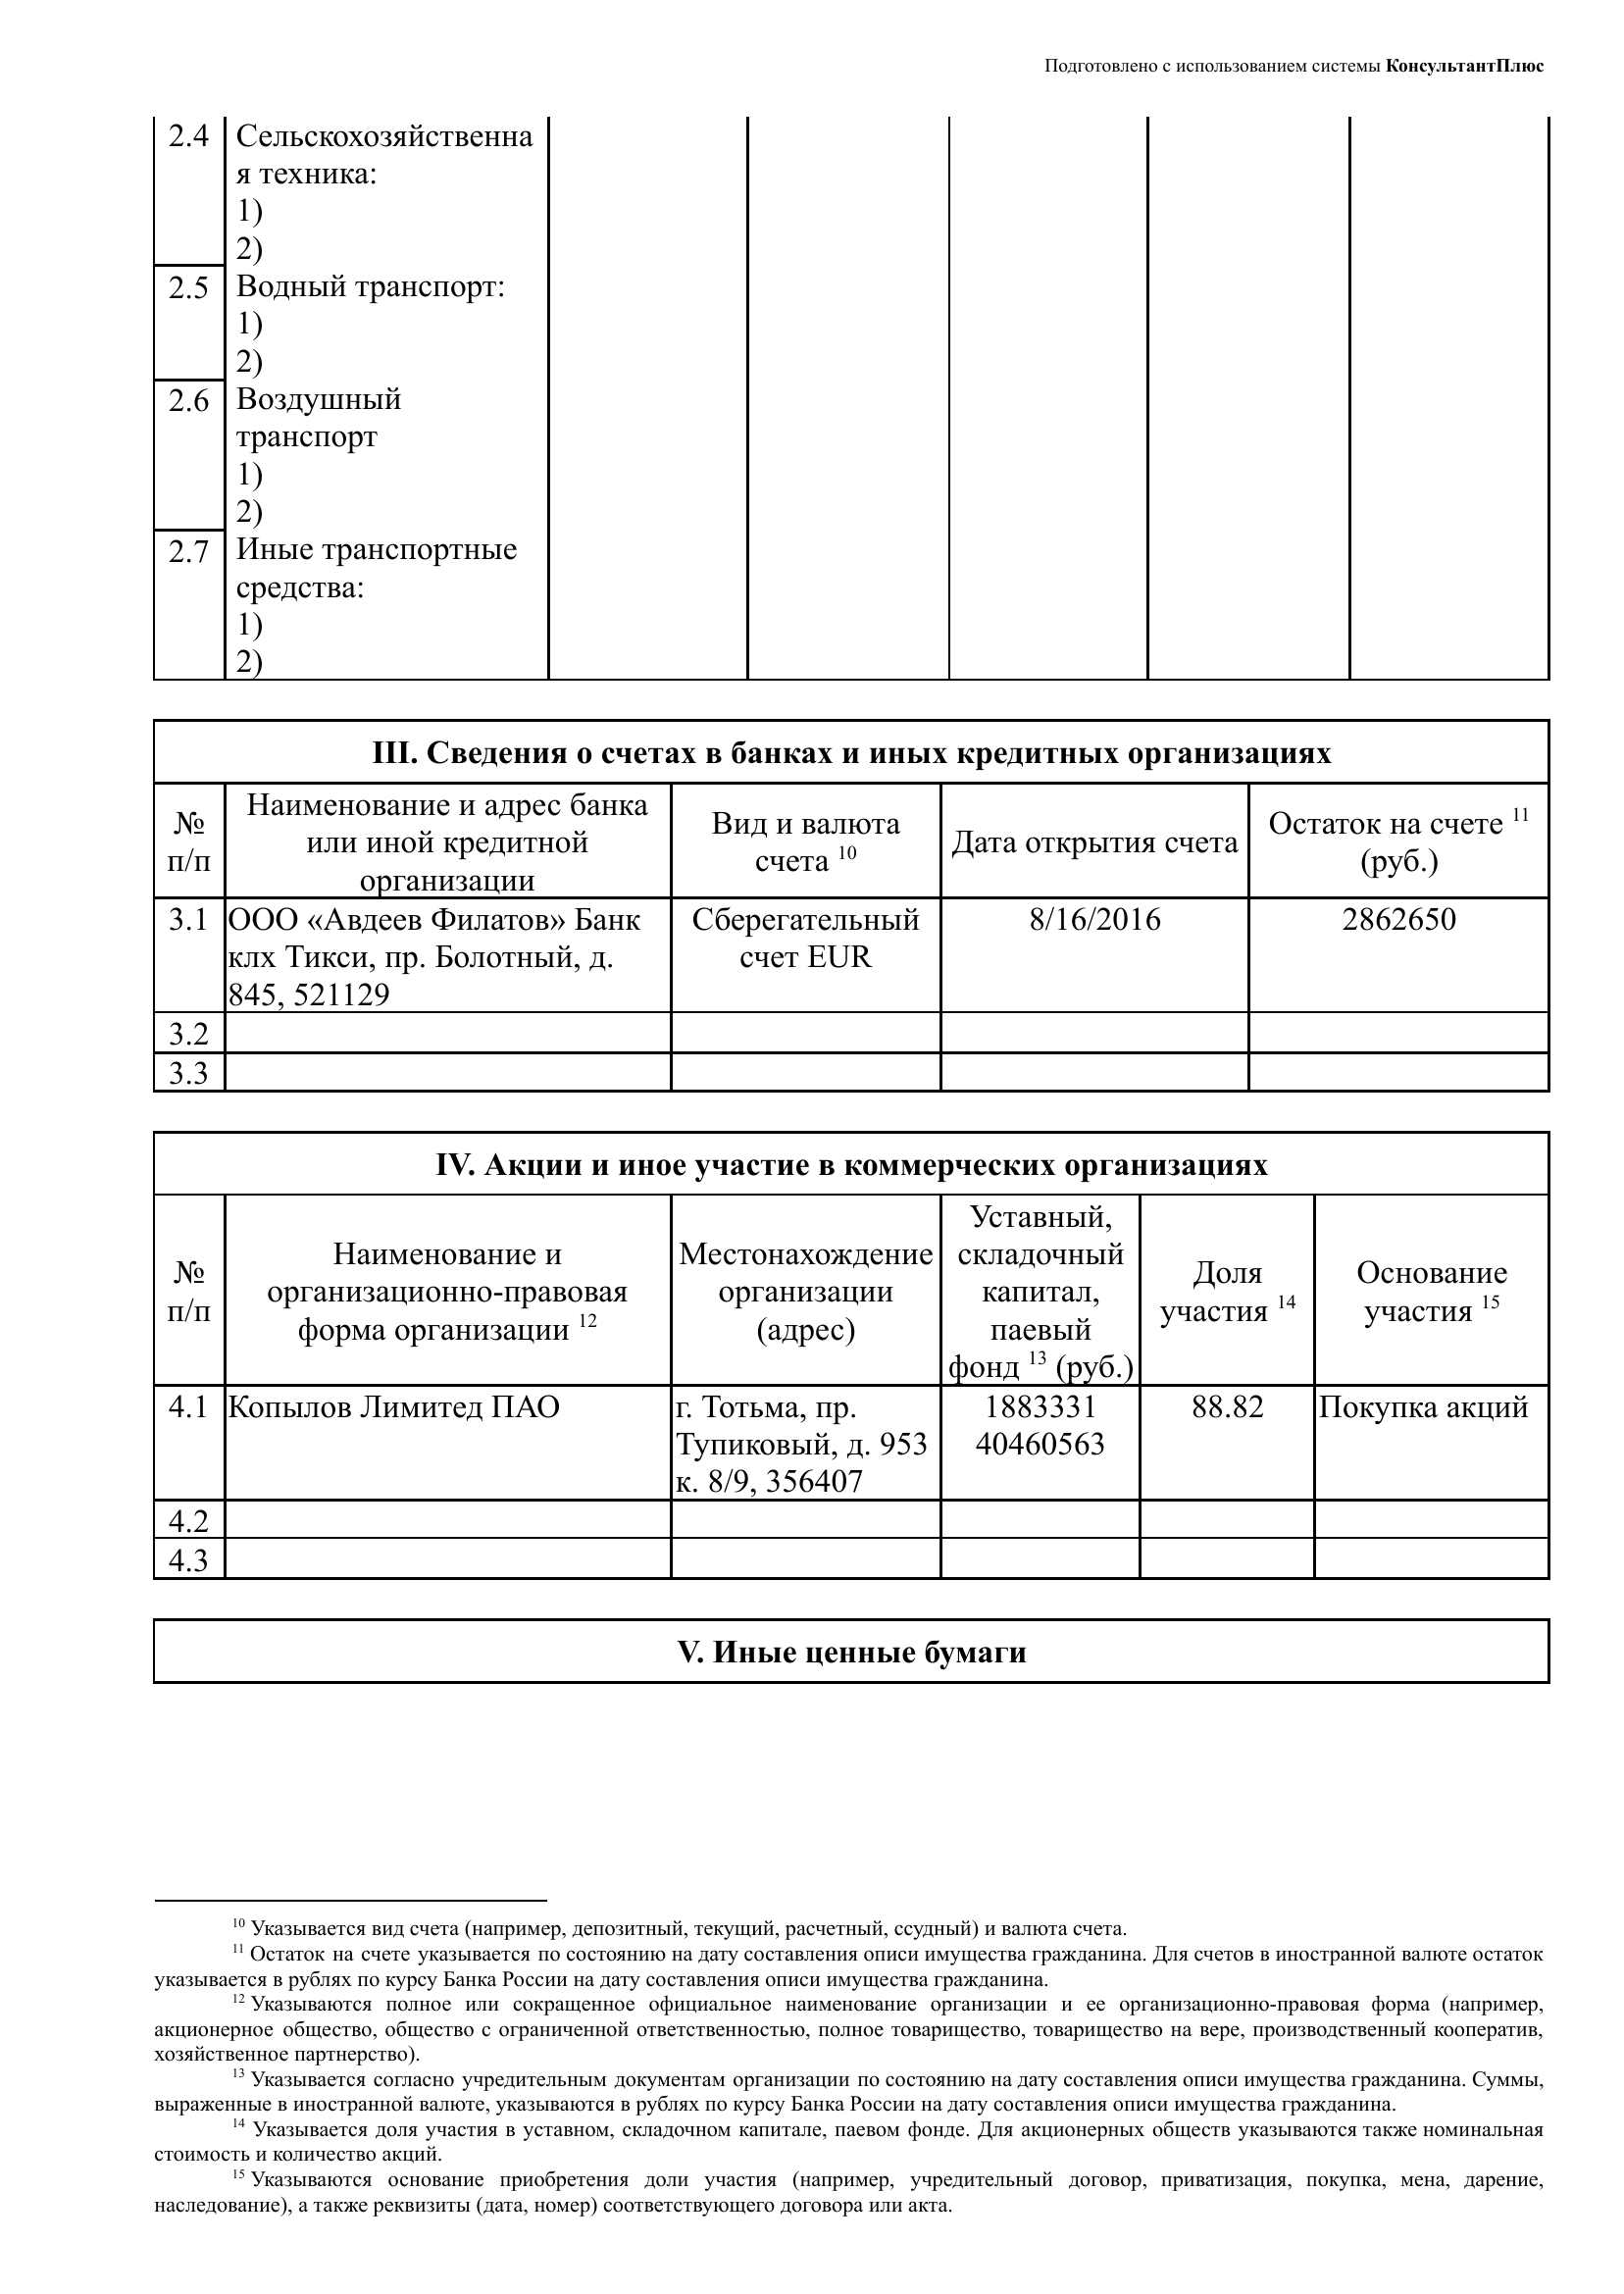 Подготовлено с использованием системы КонсультантПлюс
2.4 Сельскохозяйственна
я техника:
1)
2)
2.5 Водный транспорт:
1)
2)
2.6 Воздушный
транспорт
1)
2)
2.7 Иные транспортные
средства:
1)
2)
III. Сведения о счетах в банках и иных кредитных организациях
№
п/п
Наименование и адрес банка
или иной кредитной
организации
Вид и валюта
счета 10
Дата открытия счета
Остаток на счете 11
(руб.)
3.1
ООО «Авдеев Филатов» Банк
клх Тикси, пр. Болотный, д.
845, 521129
Сберегательный
счет EUR
8/16/2016
2862650
3.2
3.3
IV. Акции и иное участие в коммерческих организациях
№
п/п
Наименование и
организационно-правовая
форма организации 12
Местонахождение
организации
(адрес)
Уставный,
складочный
капитал,
паевый
фонд 13 (руб.)
Доля
участия 14
Основание
участия 15
4.1
Копылов Лимитед ПАО
г. Тотьма, пр.
Тупиковый, д. 953
к. 8/9, 356407
1883331
40460563
88.82
Покупка акций
4.2
4.3
V. Иные ценные бумаги
10 Указывается вид счета (например, депозитный, текущий, расчетный, ссудный) и валюта счета.
11 Остаток на счете указывается по состоянию на дату составления описи имущества гражданина. Для счетов в иностранной валюте остаток
указывается в рублях по курсу Банка России на дату составления описи имущества гражданина.
12 Указываются полное или сокращенное официальное наименование организации и ее организационно-правовая форма (например,
акционерное общество, общество с ограниченной ответственностью, полное товарищество, товарищество на вере, производственный кооператив,
хозяйственное партнерство).
13 Указывается согласно учредительным документам организации по состоянию на дату составления описи имущества гражданина. Суммы,
выраженные в иностранной валюте, указываются в рублях по курсу Банка России на дату составления описи имущества гражданина.
14 Указывается доля участия в уставном, складочном капитале, паевом фонде. Для акционерных обществ указываются также номинальная
стоимость и количество акций.
15 Указываются основание приобретения доли участия (например, учредительный договор, приватизация, покупка, мена, дарение,
наследование), а также реквизиты (дата, номер) соответствующего договора или акта.